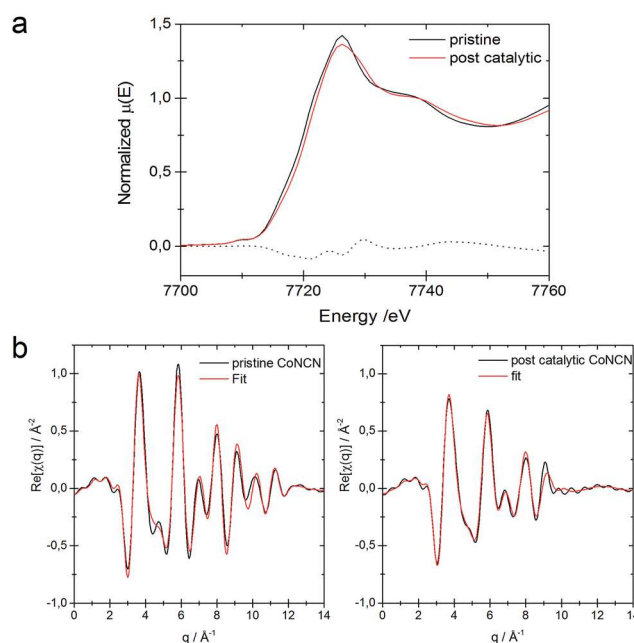 a
pristine
post catalytic
Normalized μ(E)
1,5
1,0
0,5
0,0
7700 7720 7740 7760
Energy /eV
b
pristine CoNCN
Fit
Re[χ(q)] / Å⁻²
1,0
0,5
0,0
-0,5
-1,0
0 2 4 6 8 10 12 14
q / Å⁻¹
post catalytic CoNCN
fit
Re[χ(q)] / Å⁻²
1,0
0,5
0,0
-0,5
-1,0
0 2 4 6 8 10 12 14
q / Å⁻¹